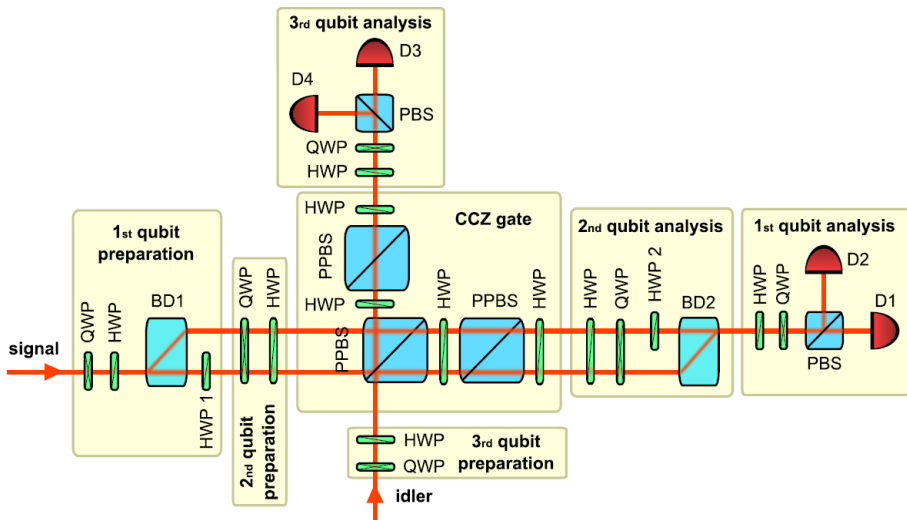 3rd qubit analysis
D3
D4
PBS
QWP
HWP
HWP
CCZ gate
PPBS
HWP
PPBS
HWP
PPBS
HWP
1st qubit
preparation
QWP
HWP
BD1
HWP 1
signal
QWP
HWP
2nd qubit
preparation
2nd qubit analysis
HWP
QWP
HWP 2
BD2
1st qubit analysis
HWP
QWP
D2
D1
PBS
HWP
QWP
3rd qubit
preparation
idler